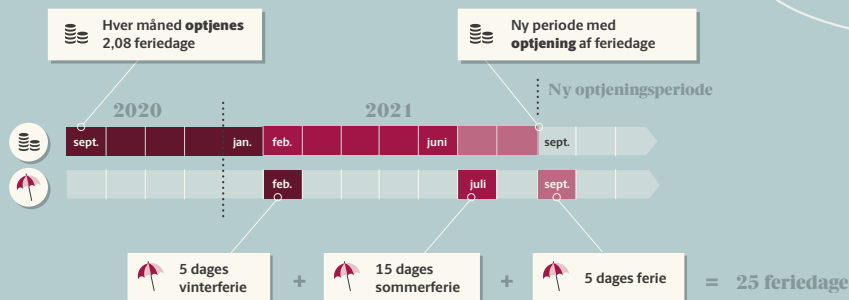 Hver måned optjenes
2,08 feriedage
Ny periode med
optjening af feriedage
Ny optjeningsperiode
2020
2021
sept.
jan.
feb.
juni
sept.
feb.
juli
sept.
5 dages
vinterferie
+
15 dages
sommerferie
+
5 dages ferie
= 25 feriedage